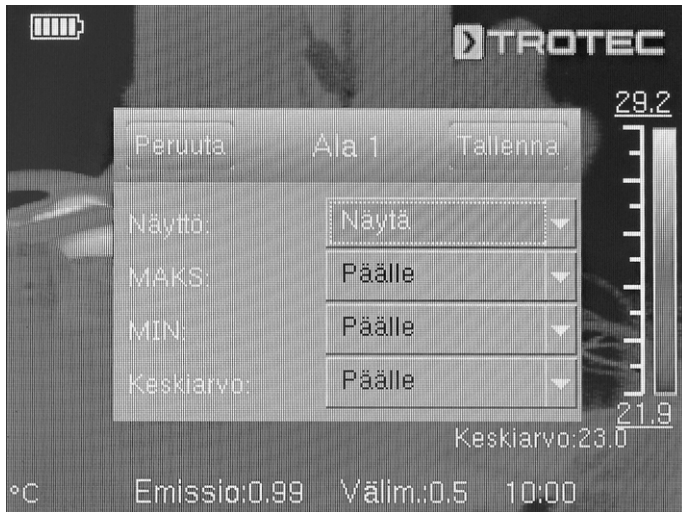 TROTEC
29.2
Peruuta Ala 1 Tallenna
Näyttö: Näytä
MAKS: Päälle
MIN: Päälle
Keskiarvo: Päälle
21.9
Keskiarvo:23.0
°C Emissio:0.99 Välim.:0.5 10:00